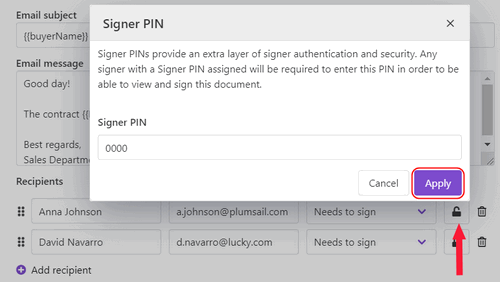 Email subject
{{buyerName}}
Email message
Good day!
The contract {{
Best regards,
Sales Departme
Signer PIN
Signer PINs provide an extra layer of signer authentication and security. Any
signer with a Signer PIN assigned will be required to enter this PIN in order to be
able to view and sign this document.
Signer PIN
0000
Cancel Apply
Recipients
Anna Johnson a.johnson@plumsail.com Needs to sign
David Navarro d.navarro@lucky.com Needs to sign
Add recipient